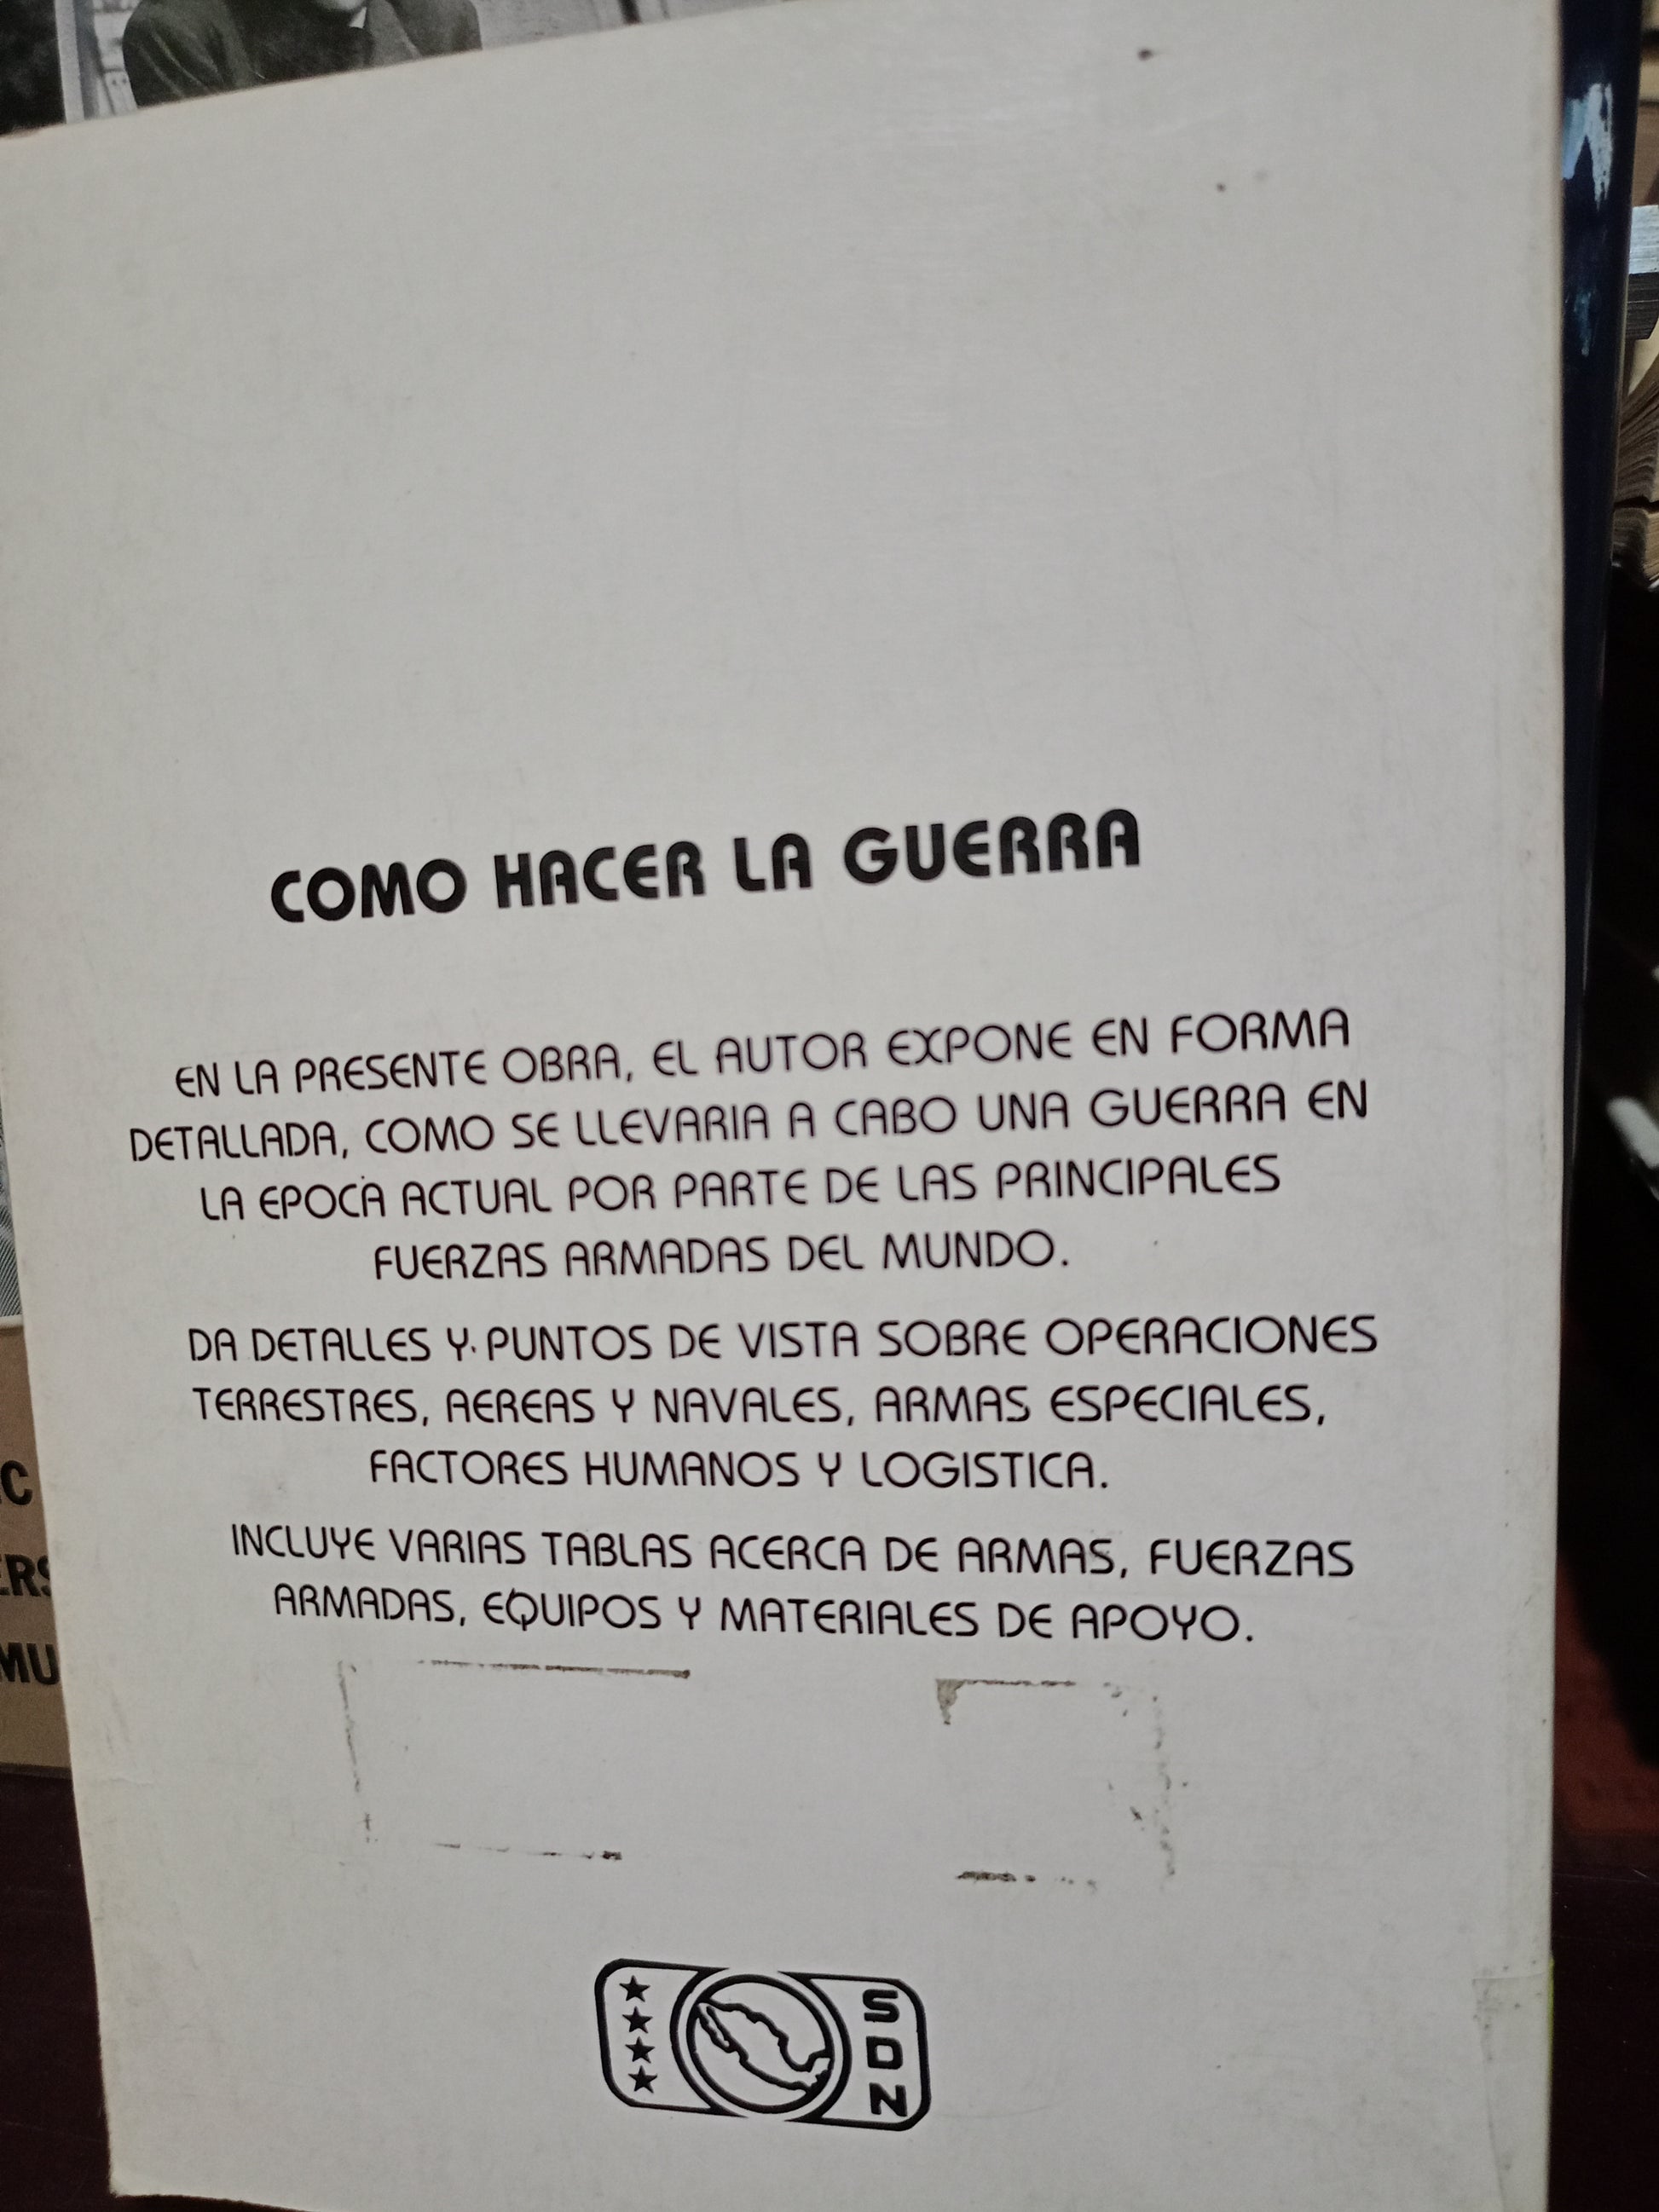 COMO HACER LA GUERRA
EN LA PRESENTE OBRA, EL AUTOR EXPONE EN FORMA
DETALLADA, COMO SE LLEVARIA A CABO UNA GUERRA EN
LA EPOCA ACTUAL POR PARTE DE LAS PRINCIPALES
FUERZAS ARMADAS DEL MUNDO.
DA DETALLES Y PUNTOS DE VISTA SOBRE OPERACIONES
TERRESTRES, AEREAS Y NAVALES, ARMAS ESPECIALES,
FACTORES HUMANOS Y LOGISTICA.
INCLUYE VARIAS TABLAS ACERCA DE ARMAS, FUERZAS
ARMADAS, EQUIPOS Y MATERIALES DE APOYO.
SDN